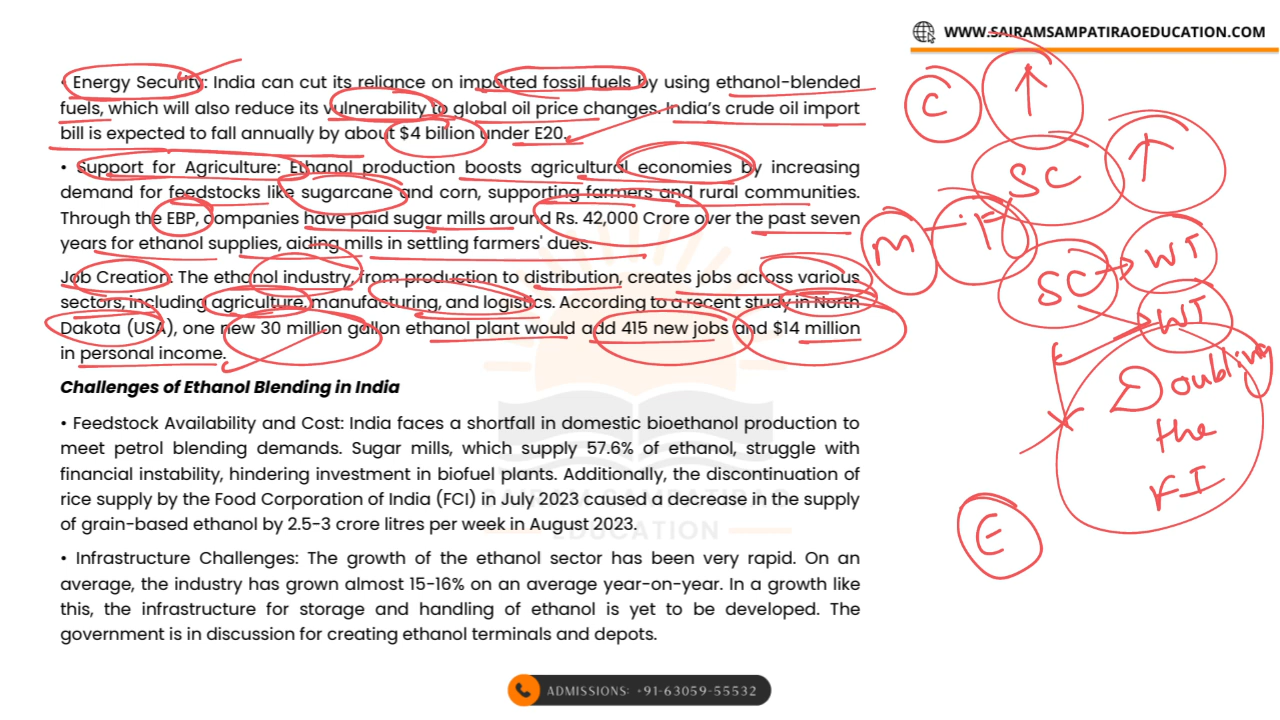 WWW.SAIRAMSAMPATIRAOEDUCATION.COM
• Energy Security: India can cut its reliance on imported fossil fuels by using ethanol-blended
fuels, which will also reduce its vulnerability to global oil price changes. India's crude oil import
bill is expected to fall annually by about $4 billion under E20.
• Support for Agriculture: Ethanol production boosts agricultural economies by increasing
demand for feedstocks like sugarcane and corn, supporting farmers and rural communities.
Through the EBP, companies have paid sugar mills around Rs. 42,000 Crore over the past seven
years for ethanol supplies, aiding mills in settling farmers' dues.
Job Creation: The ethanol industry, from production to distribution, creates jobs across various
sectors, including agriculture, manufacturing, and logistics. According to a recent study in North
Dakota (USA), one new 30 million gallon ethanol plant would add 415 new jobs and $14 million
in personal income.
Challenges of Ethanol Blending in India
• Feedstock Availability and Cost: India faces a shortfall in domestic bioethanol production to
meet petrol blending demands. Sugar mills, which supply 57.6% of ethanol, struggle with
financial instability, hindering investment in biofuel plants. Additionally, the discontinuation of
rice supply by the Food Corporation of India (FCI) in July 2023 caused a decrease in the supply
of grain-based ethanol by 2.5-3 crore litres per week in August 2023.
• Infrastructure Challenges: The growth of the ethanol sector has been very rapid. On an
average, the industry has grown almost 15-16% on an average year-on-year. In a growth like
this, the infrastructure for storage and handling of ethanol is yet to be developed. The
government is in discussion for creating ethanol terminals and depots.
C
SC
M
SC WT
WT
Doubling
the
FI
E
SAIRAM SAMPATIRAO
EDUCATION
ADMISSIONS: +91-63059-55532